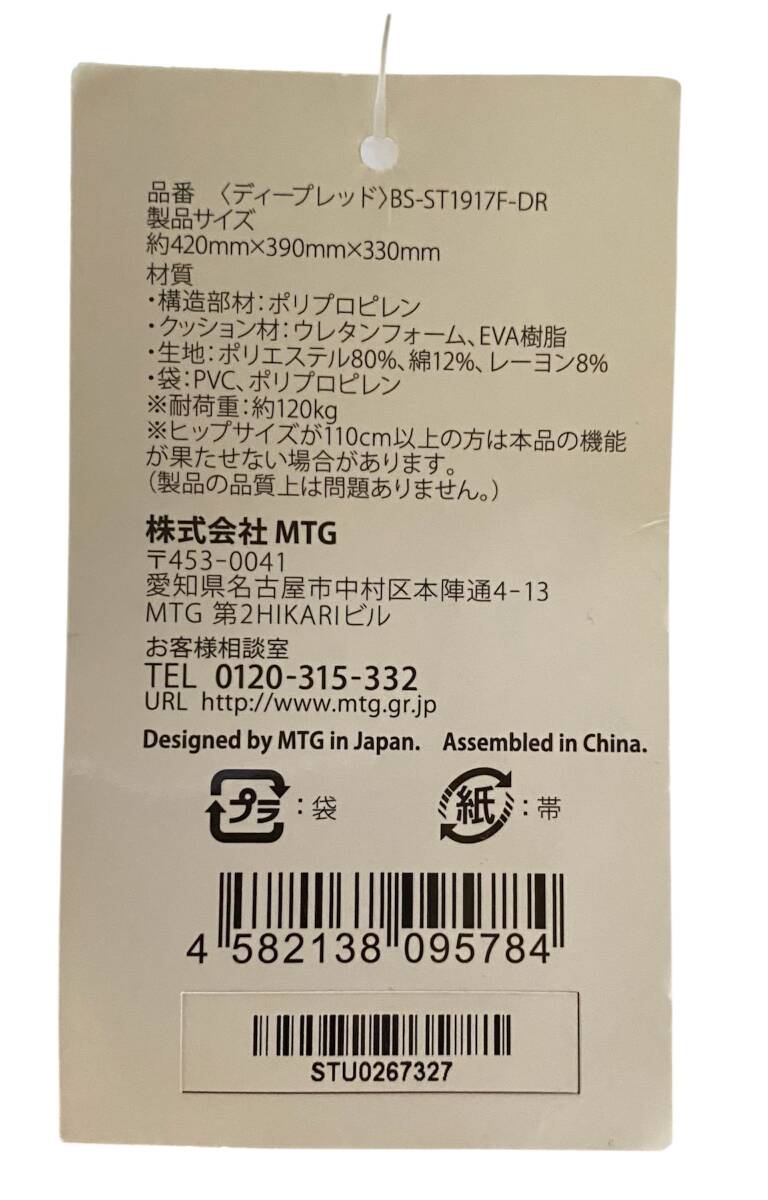 品番　〈ディープレッド〉BS-ST1917F-DR
製品サイズ
約420mm×390mm×330mm
材質
・構造部材：ポリプロピレン
・クッション材：ウレタンフォーム、EVA樹脂
・生地：ポリエステル80%、綿12%、レーヨン8%
・袋：PVC、ポリプロピレン
※耐荷重：約120kg
※ヒップサイズが110cm以上の方は本品の機能
が果たせない場合があります。
（製品の品質上は問題ありません。）
株式会社 MTG
〒453-0041
愛知県名古屋市中村区本陣通4-13
MTG 第2HIKARIビル
お客様相談室
TEL 0120-315-332
URL http://www.mtg.gr.jp
Designed by MTG in Japan. Assembled in China.
プラ：袋 紙：帯
4 582138 095784
STU0267327